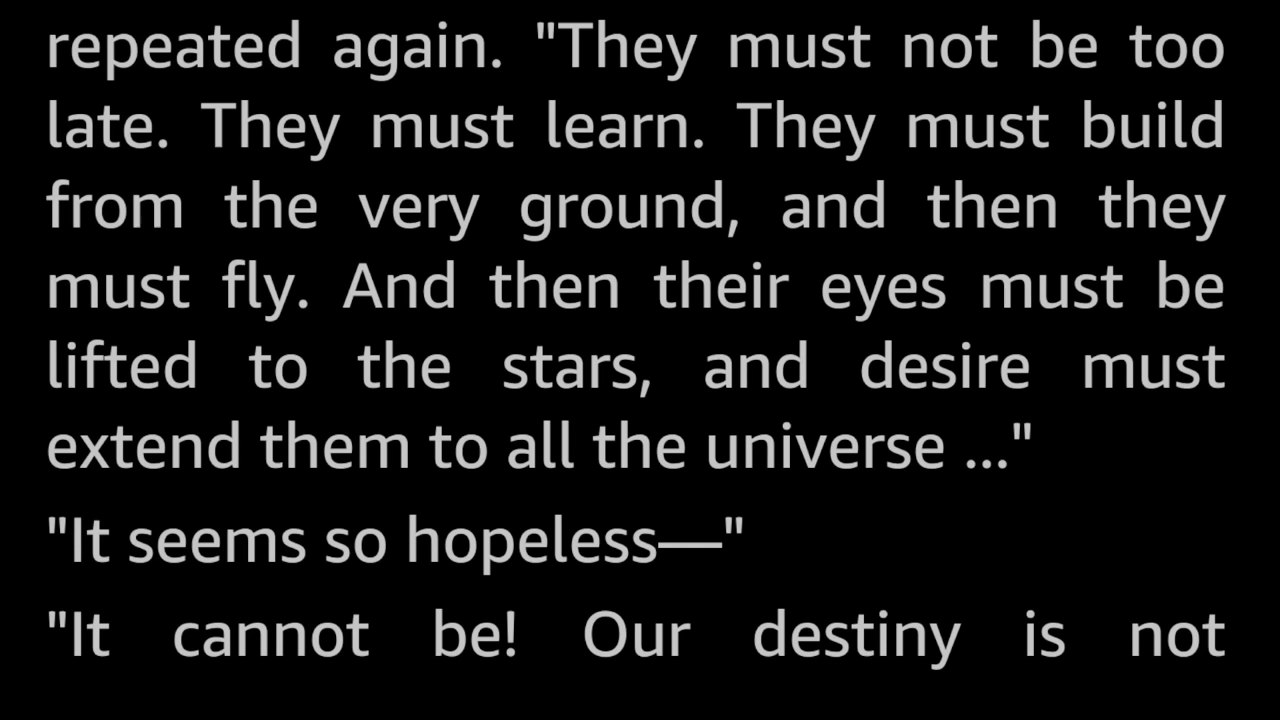 repeated again. "They must not be too
late. They must learn. They must build
from the very ground, and then they
must fly. And then their eyes must be
lifted to the stars, and desire must
extend them to all the universe ..."
"It seems so hopeless—"
"It cannot be! Our destiny is not